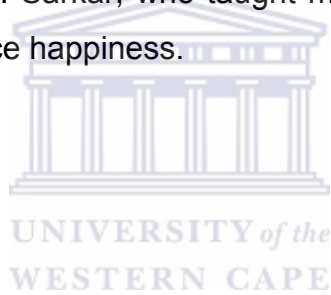 Sarkar, who taught m
ce happiness.
UNIVERSITY of the
WESTERN CAPE